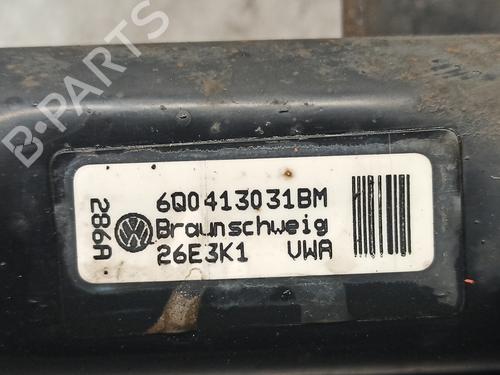 B-PARTS
286A
6Q0413031BM
Braunschweig
26E3K1 VWA